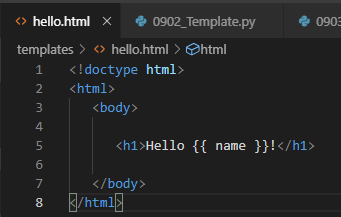 hello.html 0902_Template.py
templates > hello.html > html
1 <!doctype html>
2 <html>
3 <body>
4
5 <h1>Hello {{ name }}!</h1>
6
7 </body>
8 </html>